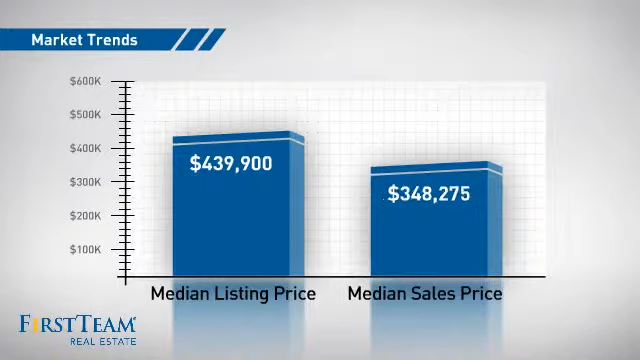 Market Trends
$600K
$500K
$400K
$300K
$200K
$100K
$439,900
$348,275
Median Listing Price
Median Sales Price
FIRSTTEAM®
REAL ESTATE